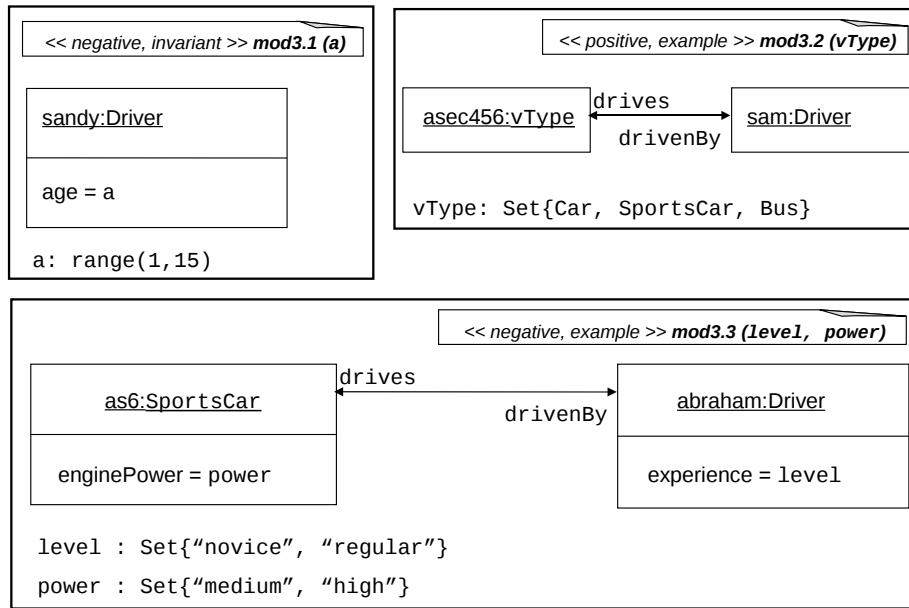 << negative, invariant >> mod3.1 (a)
sandy:Driver
age = a
a: range(1,15)
<< positive, example >> mod3.2 (vType)
asec456:vType
drives
drivenBy
sam:Driver
vType: Set{Car, SportsCar, Bus}
<< negative, example >> mod3.3 (level, power)
as6:SportsCar
enginePower = power
drives
drivenBy
abraham:Driver
experience = level
level : Set{“novice”, “regular”}
power : Set{“medium”, “high”}